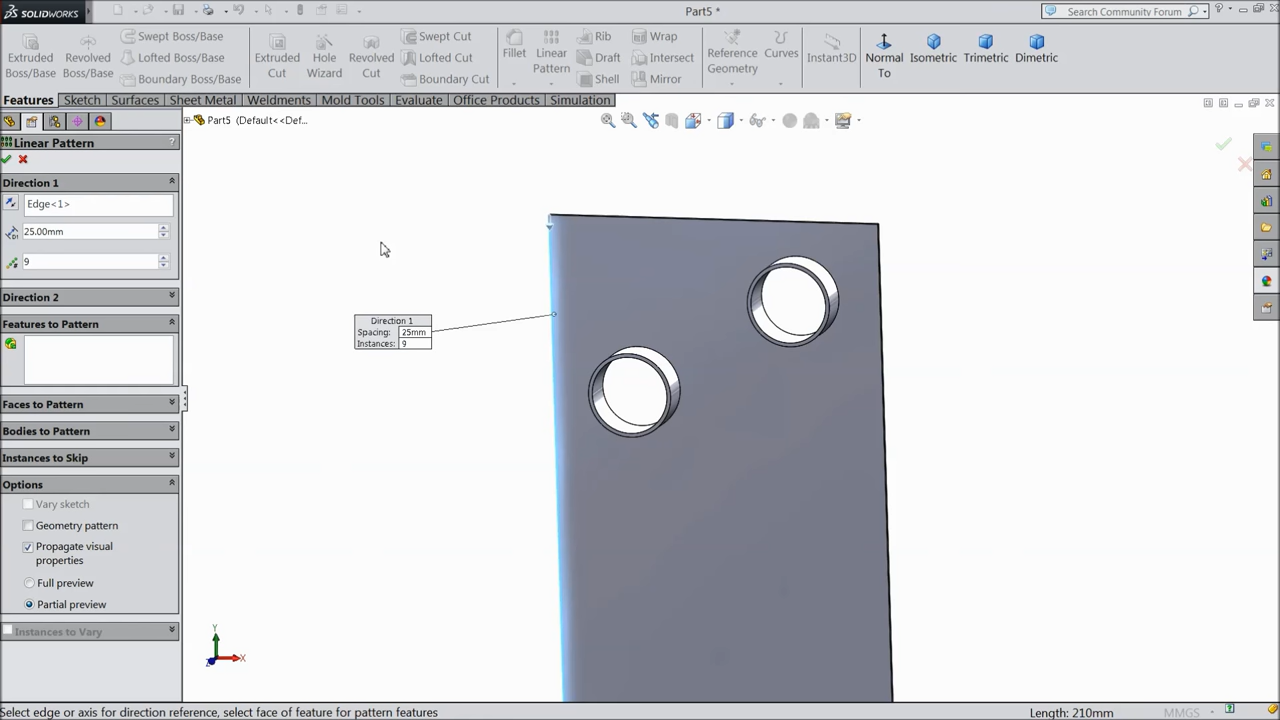 SOLIDWORKS
Part5 *
Search Community Forum
Extruded Boss/Base
Revolved Boss/Base
Swept Boss/Base
Lofted Boss/Base
Boundary Boss/Base
Extruded Cut
Hole Wizard
Revolved Cut
Swept Cut
Lofted Cut
Boundary Cut
Fillet
Linear Pattern
Rib
Draft
Shell
Wrap
Intersect
Mirror
Reference Geometry
Curves
Instant3D
Normal To
Isometric
Trimetric
Dimetric
Features
Sketch
Surfaces
Sheet Metal
Weldments
Mold Tools
Evaluate
Office Products
Simulation
Part5 (Default<<Def...
Linear Pattern
?
Direction 1
Edge<1>
25.00mm
9
Direction 2
Features to Pattern
Faces to Pattern
Bodies to Pattern
Instances to Skip
Options
Vary sketch
Geometry pattern
Propagate visual
properties
Full preview
Partial preview
Instances to Vary
Direction 1
Spacing: 25mm
Instances: 9
Y
X
Z
Select edge or axis for direction reference, select face of feature for pattern features
Length: 210mm
MMGS